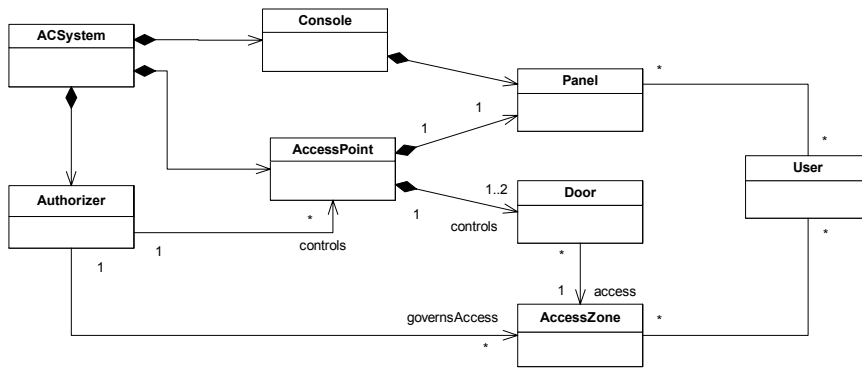 Console
ACSystem
Panel
*
1
1
*
AccessPoint
User
1..2
Door
Authorizer
*
1
controls
*
1
controls
*
1
1
access
governsAccess
AccessZone
*
*